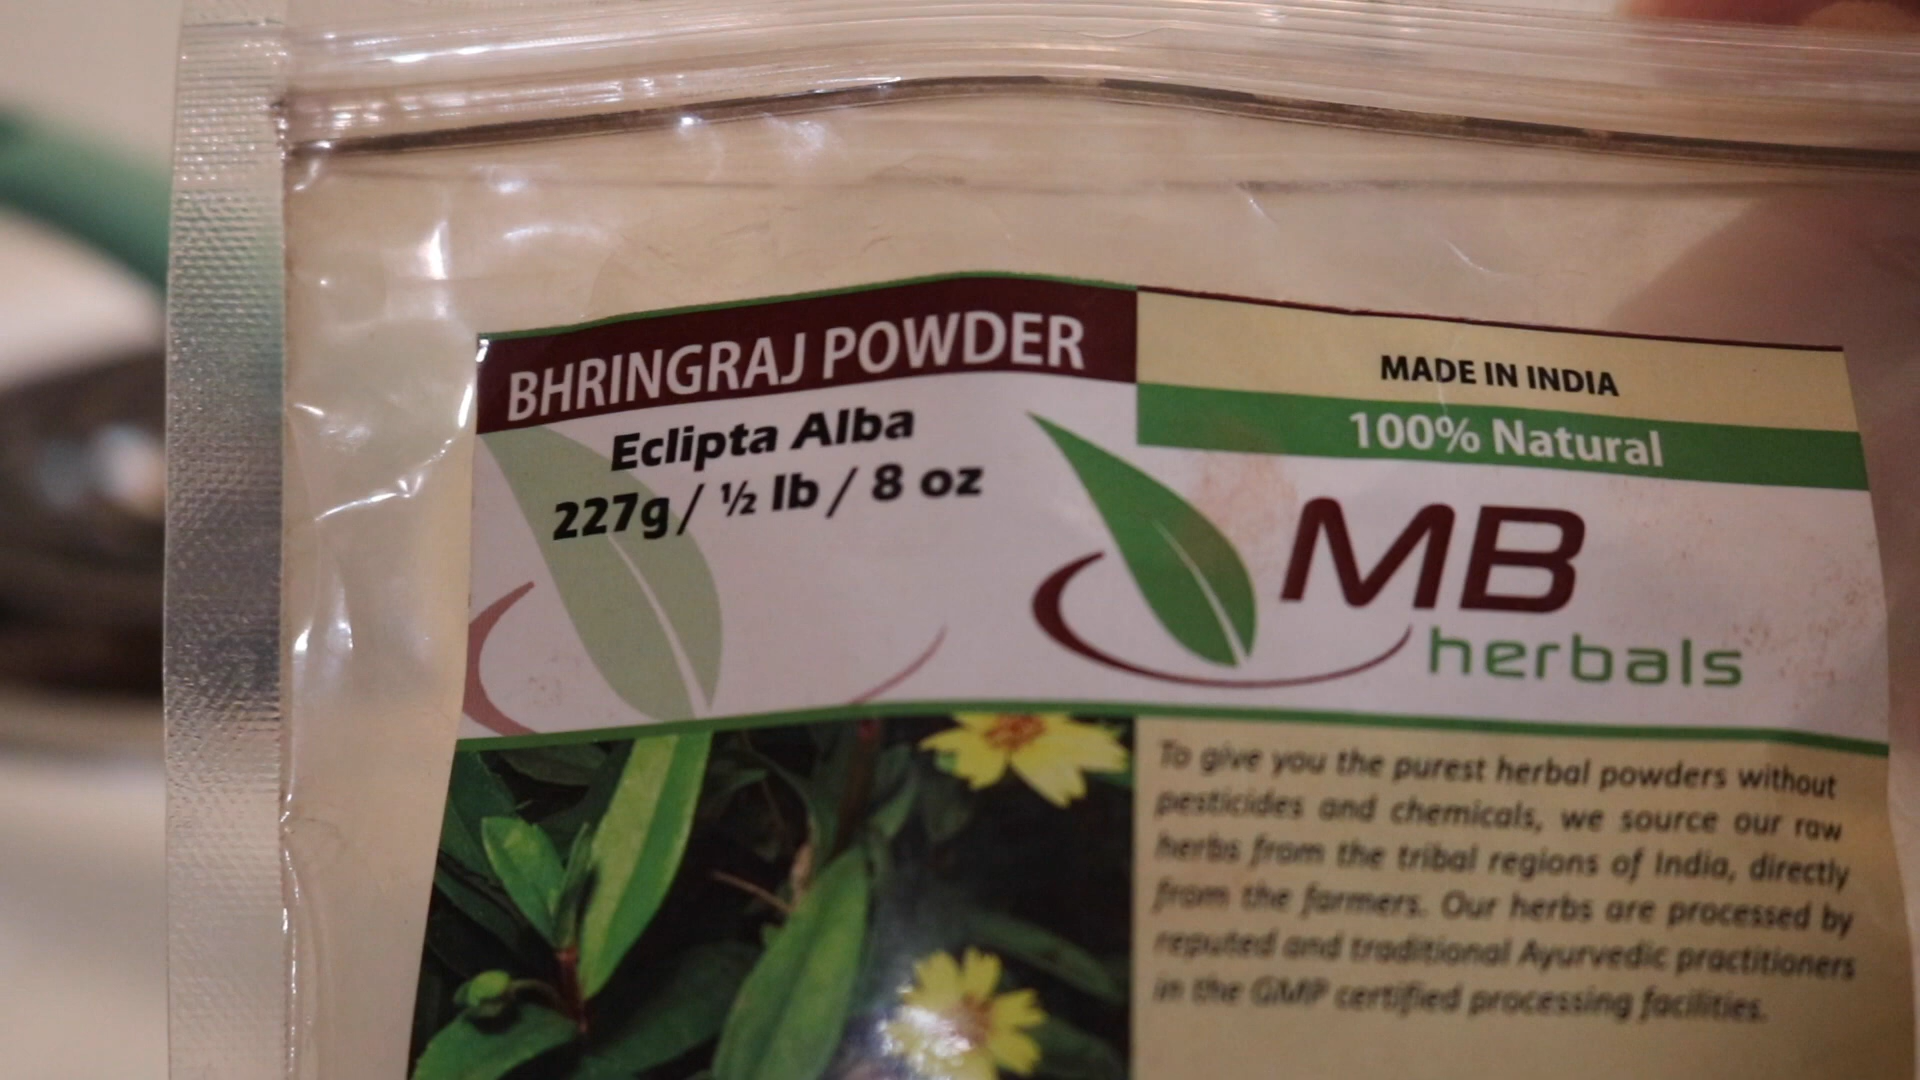 BHRINGRAJ POWDER
Eclipta Alba
227g / ½ lb / 8 oz
MADE IN INDIA
100% Natural
MB
herbals
To give you the purest herbal powders without
pesticides and chemicals, we source our raw
herbs from the tribal regions of India, directly
from the farmers. Our herbs are processed by
reputed and traditional Ayurvedic practitioners
in the GMP certified processing facilities.